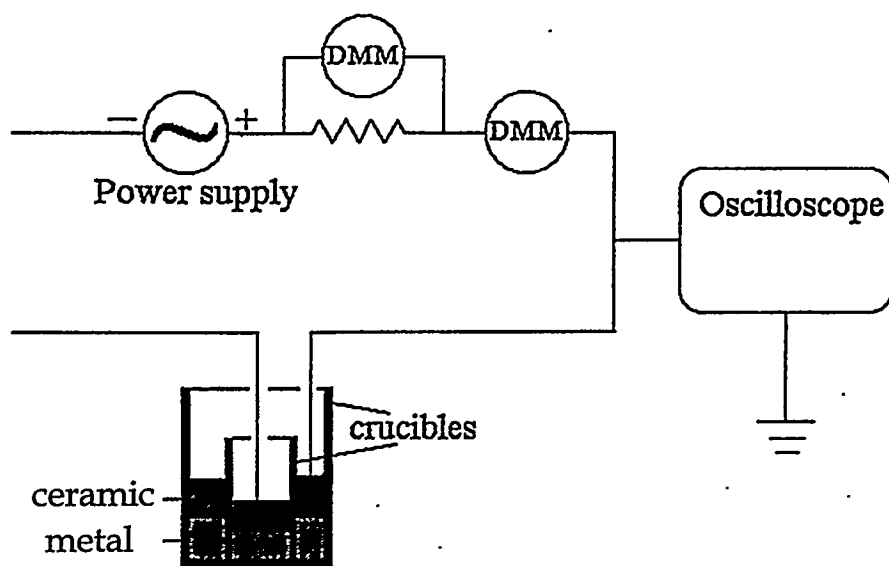 DMM
− +
DMM
Power supply
Oscilloscope
crucibles
ceramic
metal